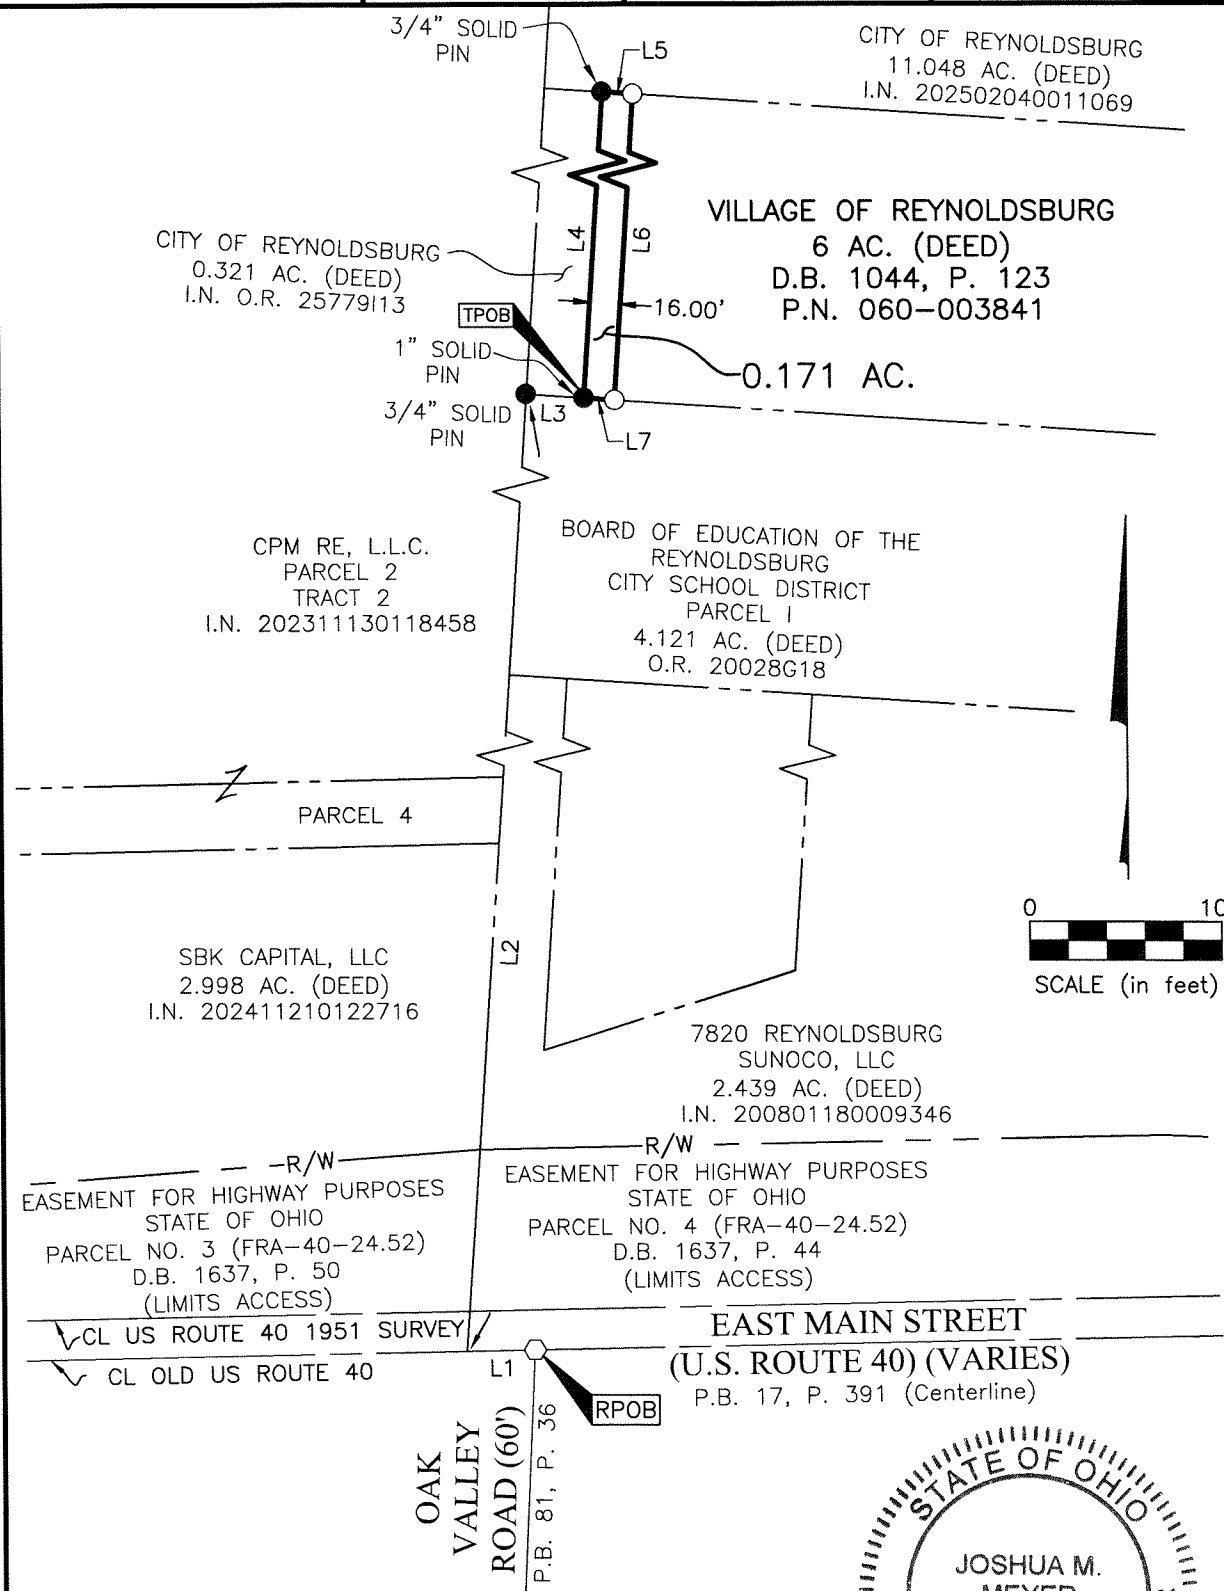 3/4" SOLID
PIN
L5
CITY OF REYNOLDSBURG
11.048 AC. (DEED)
I.N. 202502040011069
VILLAGE OF REYNOLDSBURG
6 AC. (DEED)
D.B. 1044, P. 123
P.N. 060-003841
CITY OF REYNOLDSBURG
0.321 AC. (DEED)
I.N. O.R. 25779I13
L4
L6
16.00'
TPOB
1" SOLID
PIN
0.171 AC.
3/4" SOLID
PIN
L3
L7
CPM RE, L.L.C.
PARCEL 2
TRACT 2
I.N. 202311130118458
BOARD OF EDUCATION OF THE
REYNOLDSBURG
CITY SCHOOL DISTRICT
PARCEL I
4.121 AC. (DEED)
O.R. 20028G18
PARCEL 4
L2
0
10
SCALE (in feet)
SBK CAPITAL, LLC
2.998 AC. (DEED)
I.N. 202411210122716
7820 REYNOLDSBURG
SUNOCO, LLC
2.439 AC. (DEED)
I.N. 200801180009346
R/W
R/W
EASEMENT FOR HIGHWAY PURPOSES
STATE OF OHIO
PARCEL NO. 3 (FRA-40-24.52)
D.B. 1637, P. 50
(LIMITS ACCESS)
EASEMENT FOR HIGHWAY PURPOSES
STATE OF OHIO
PARCEL NO. 4 (FRA-40-24.52)
D.B. 1637, P. 44
(LIMITS ACCESS)
CL US ROUTE 40 1951 SURVEY
CL OLD US ROUTE 40
EAST MAIN STREET
(U.S. ROUTE 40) (VARIES)
P.B. 17, P. 391 (Centerline)
L1
RPOB
OAK
VALLEY
ROAD (60')
P.B. 81, P. 36
STATE OF OHIO
JOSHUA M.
MEYER